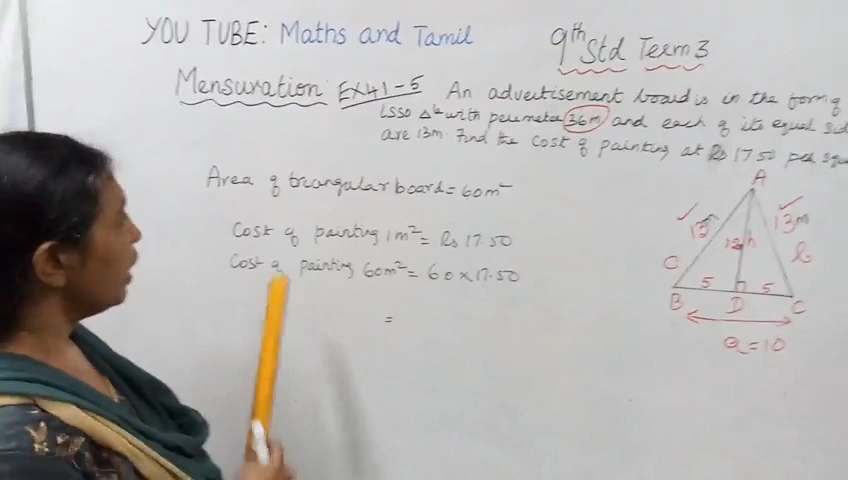 YOU TUBE: Maths and Tamil
9th Std Term 3
Mensuration EX 4.1-5 An advertisement board is in the form of
isso Δle with perimeter 36m and each of its equal sid
are 13m. Find the cost of painting at Rs 17.50 per squ
Area of triangular board = 60m²
Cost of painting 1m² = Rs 17.50
Cost of painting 60m² = 60 × 17.50
=
A
13 12 h 13m
C b
5 5
B D C
a = 10